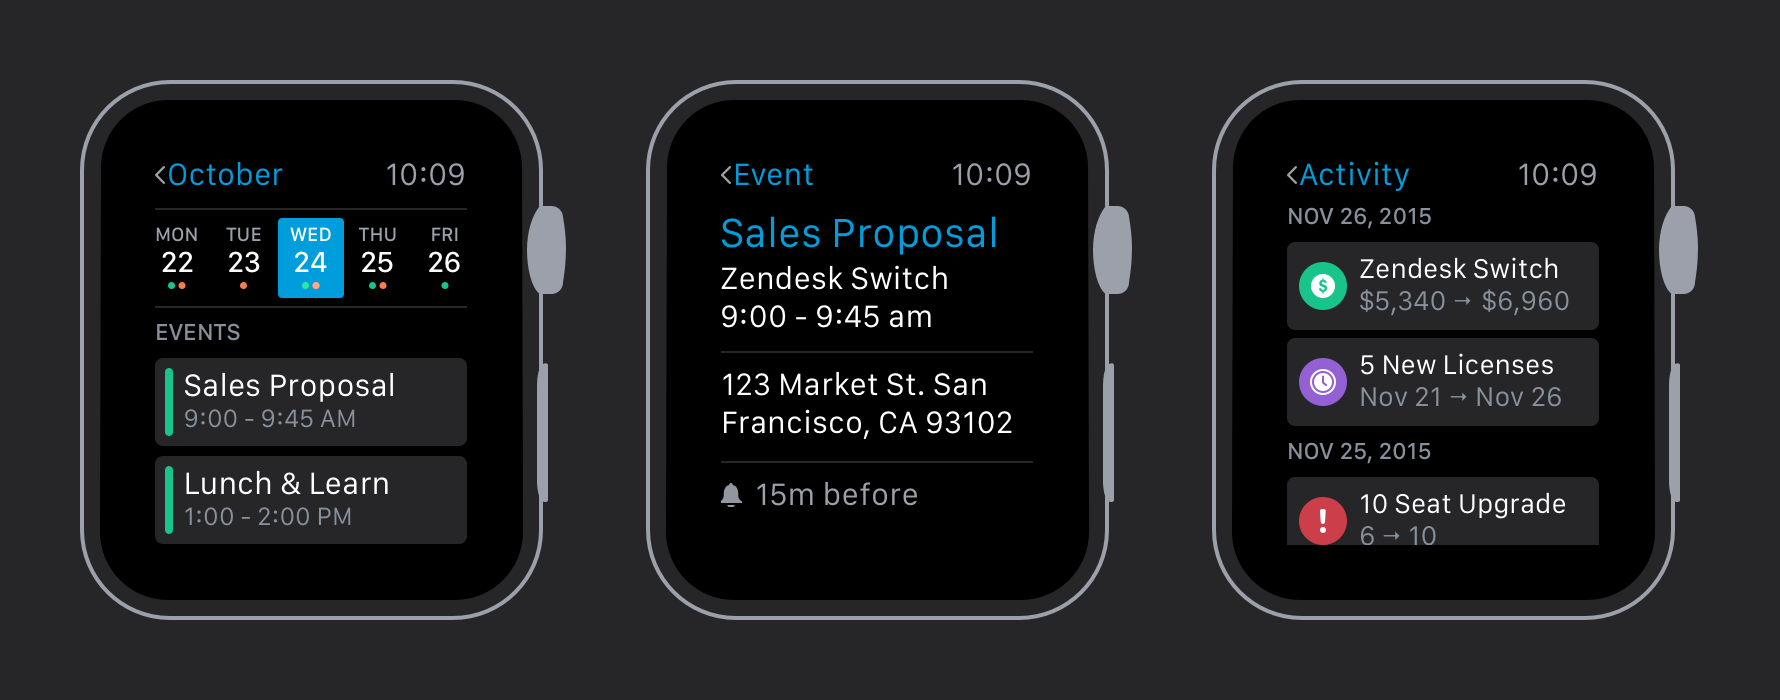 October 10:09
MON TUE WED THU FRI
22 23 24 25 26
EVENTS
Sales Proposal
9:00 - 9:45 AM
Lunch & Learn
1:00 - 2:00 PM
Event 10:09
Sales Proposal
Zendesk Switch
9:00 - 9:45 am
123 Market St. San
Francisco, CA 93102
15m before
Activity 10:09
NOV 26, 2015
Zendesk Switch
$5,340 → $6,960
5 New Licenses
Nov 21 → Nov 26
NOV 25, 2015
10 Seat Upgrade
6 → 10